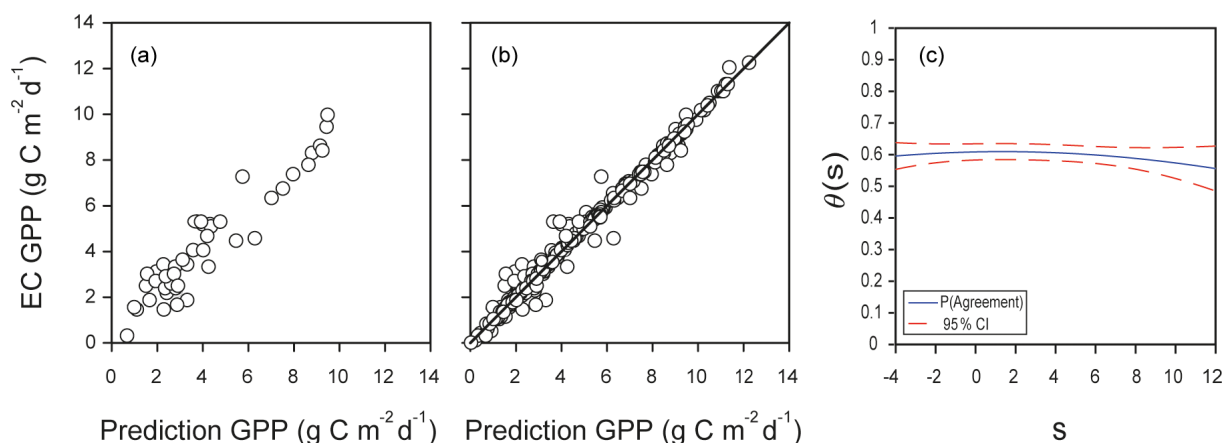 (a)
14
12
10
8
6
4
2
0
EC GPP (g C m⁻² d⁻¹)
0 2 4 6 8 10 12 14
Prediction GPP (g C m⁻² d⁻¹)
(b)
0 2 4 6 8 10 12 14
Prediction GPP (g C m⁻² d⁻¹)
(c)
1
0.9
0.8
0.7
0.6
0.5
0.4
0.3
0.2
0.1
0
θ(s)
P(Agreement)
95% CI
-4 -2 0 2 4 6 8 10 12
S